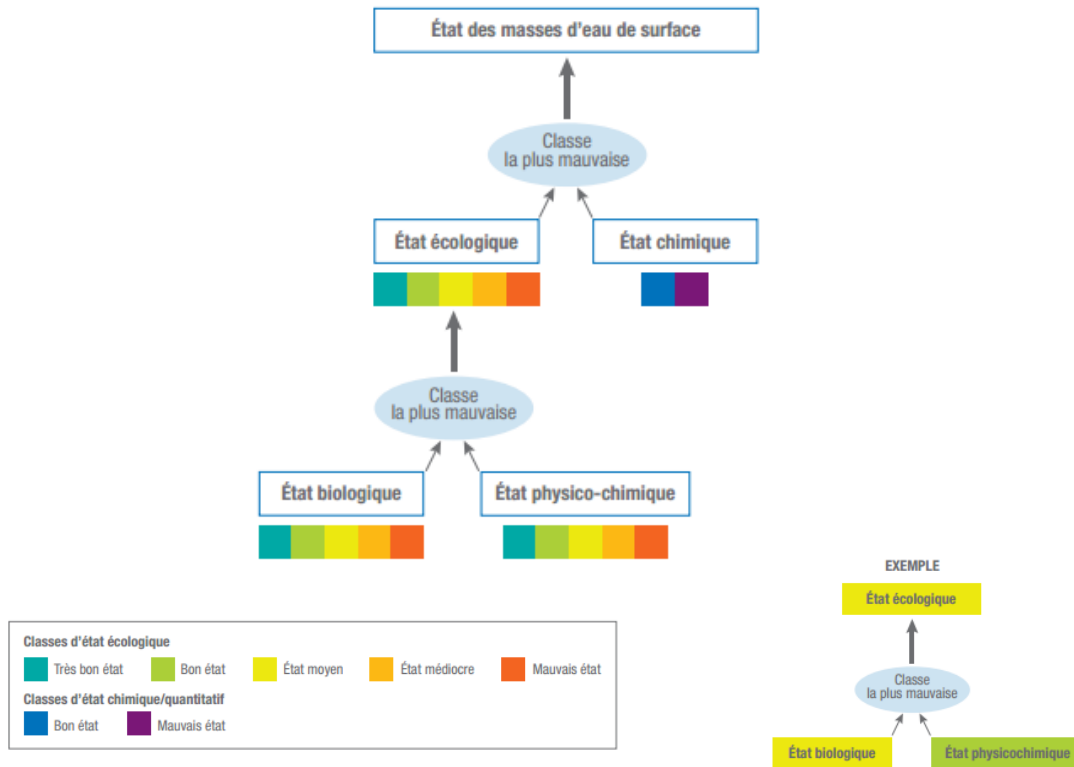 État des masses d'eau de surface
Classe
la plus mauvaise
État écologique
État chimique
Classe
la plus mauvaise
État biologique
État physico-chimique
EXEMPLE
État écologique
Classe
la plus mauvaise
État biologique
État physicochimique
Classes d'état écologique
Très bon état
Bon état
État moyen
État médiocre
Mauvais état
Classes d'état chimique/quantitatif
Bon état
Mauvais état